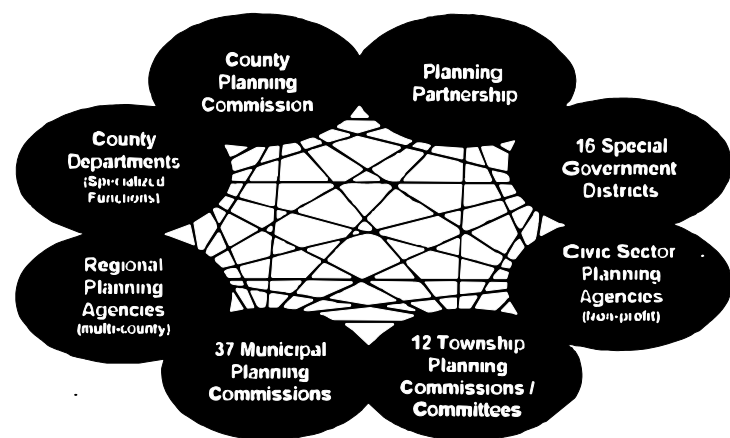 County
Planning
Commission
Planning
Partnership
County
Departments
(Specialized
Functions)
16 Special
Government
Districts
Regional
Planning
Agencies
(multi-county)
Civic Sector
Planning
Agencies
(Non-profit)
37 Municipal
Planning
Commissions
12 Township
Planning
Commissions /
Committees